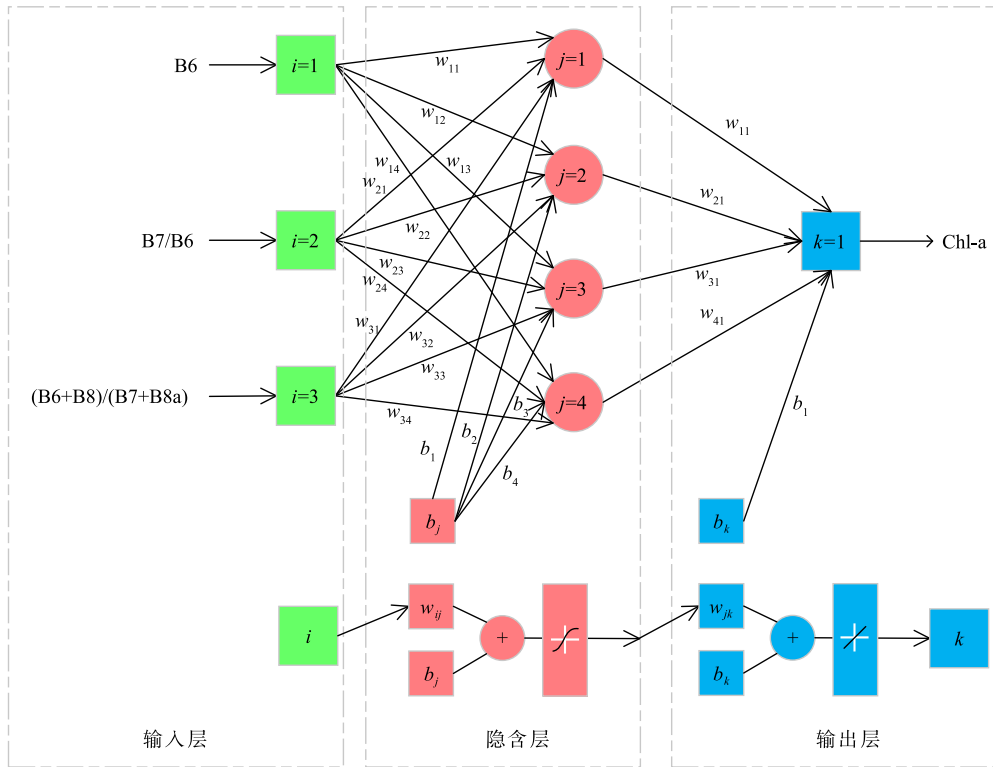 B6
i=1
w11
j=1
w12
w11
w14
w13
w21
j=2
w21
B7/B6
i=2
w22
k=1
Chl-a
w23
w24
j=3
w31
w31
w32
w41
w33
(B6+B8)/(B7+B8a)
i=3
w34
b3
j=4
b1
b2
b1
b4
bj
bk
i
wij
+
bj
wjk
+
bk
k
输入层
隐含层
输出层